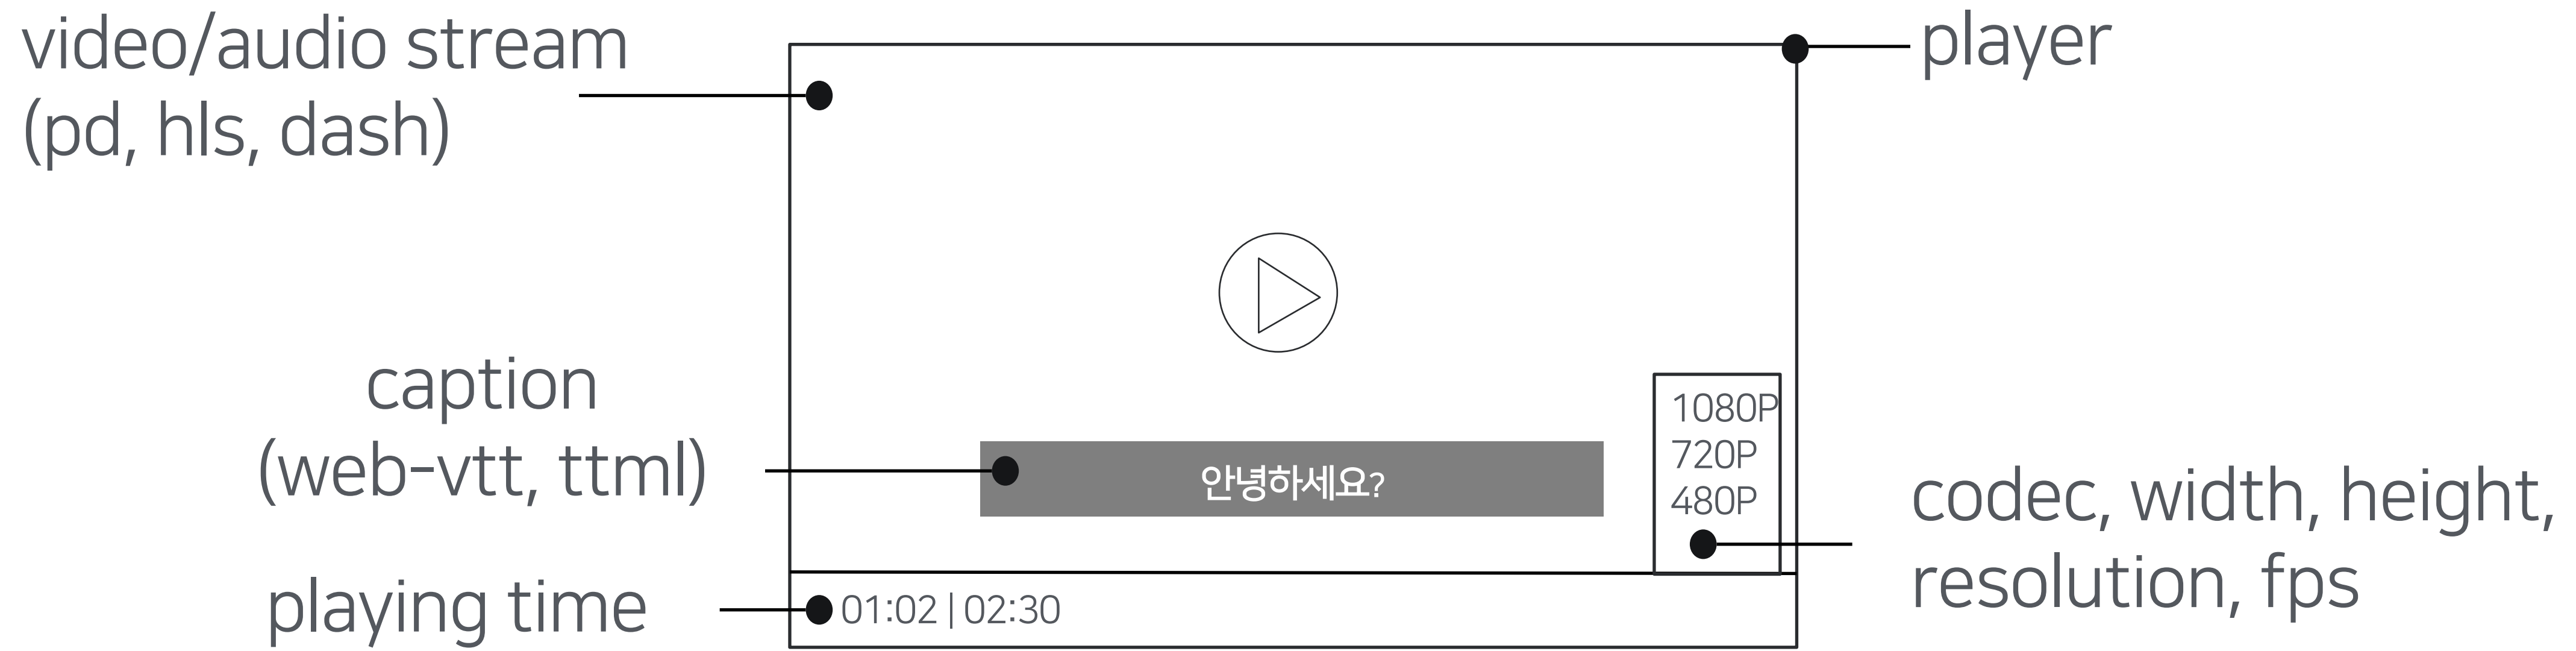 video/audio stream
(pd, hls, dash)
player
caption
(web-vtt, ttml)
안녕하세요?
1080P
720P
480P
codec, width, height,
resolution, fps
playing time
01:02 | 02:30